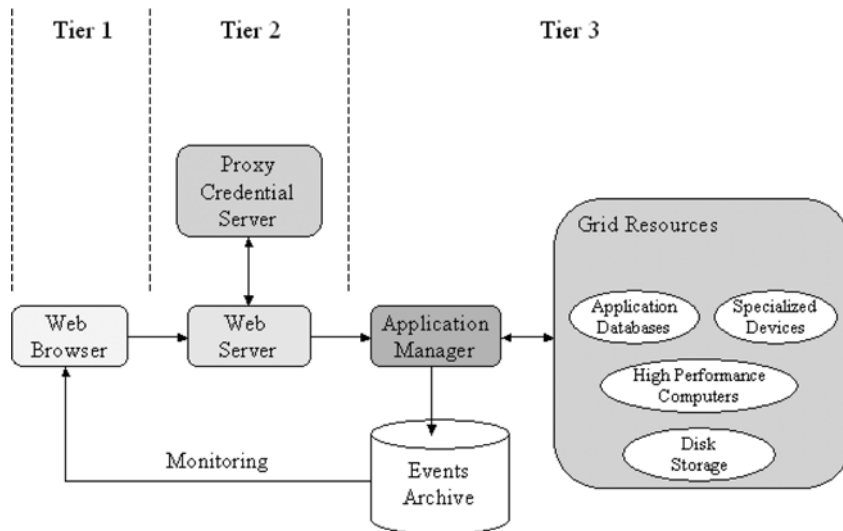 Tier 1
Tier 2
Tier 3
Proxy
Credential
Server
Grid Resources
Web
Browser
Web
Server
Application
Manager
Application
Databases
Specialized
Devices
High Performance
Computers
Disk
Storage
Monitoring
Events
Archive